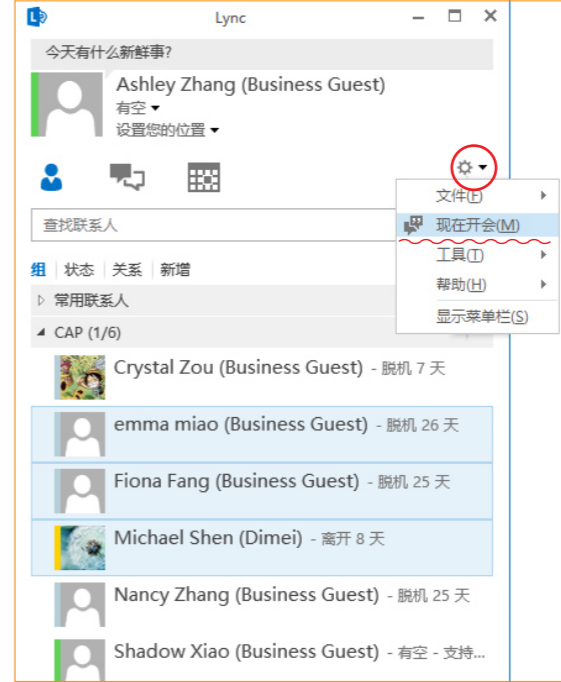 Lync
今天有什么新鲜事?
Ashley Zhang (Business Guest)
有空
设置您的位置
文件(F)
查找联系人
现在开会(M)
工具(T)
组 状态 关系 新增
帮助(H)
常用联系人
显示菜单栏(S)
CAP (1/6)
Crystal Zou (Business Guest) - 脱机 7 天
emma miao (Business Guest) - 脱机 26 天
Fiona Fang (Business Guest) - 脱机 25 天
Michael Shen (Dimei) - 离开 8 天
Nancy Zhang (Business Guest) - 脱机 25 天
Shadow Xiao (Business Guest) - 有空 - 支持...